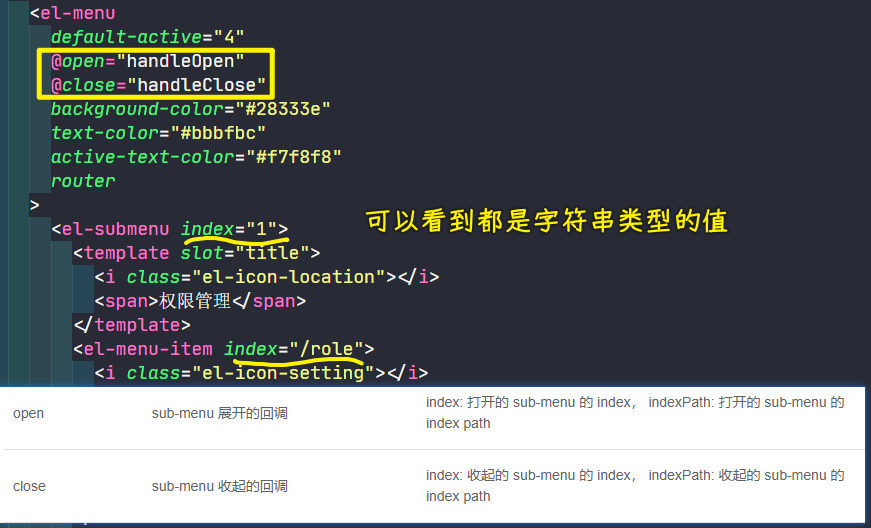 <el-menu
default-active="4"
@open="handleOpen"
@close="handleClose"
background-color="#28333e"
text-color="#bbbfbc"
active-text-color="#f7f8f8"
router
>
<el-submenu index="1">
可以看到都是字符串类型的值
<template slot="title">
<i class="el-icon-location"></i>
<span>权限管理</span>
</template>
<el-menu-item index="/role">
<i class="el-icon-setting"></i>
open sub-menu 展开的回调 index: 打开的 sub-menu 的 index， indexPath: 打开的 sub-menu 的
index path
close sub-menu 收起的回调 index: 收起的 sub-menu 的 index， indexPath: 收起的 sub-menu 的
index path